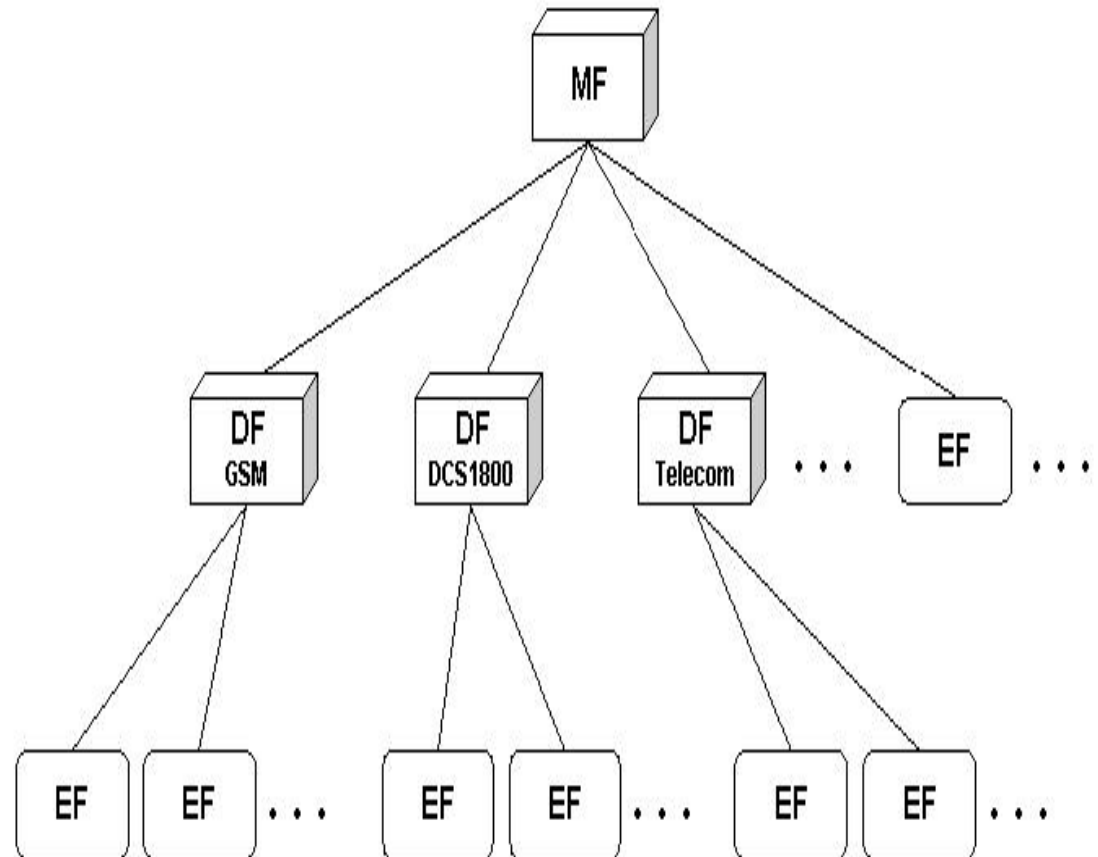 MF
DF
GSM
DF
DCS1800
DF
Telecom
. . .
EF
. . .
EF
EF
. . .
EF
EF
. . .
EF
EF
. . .